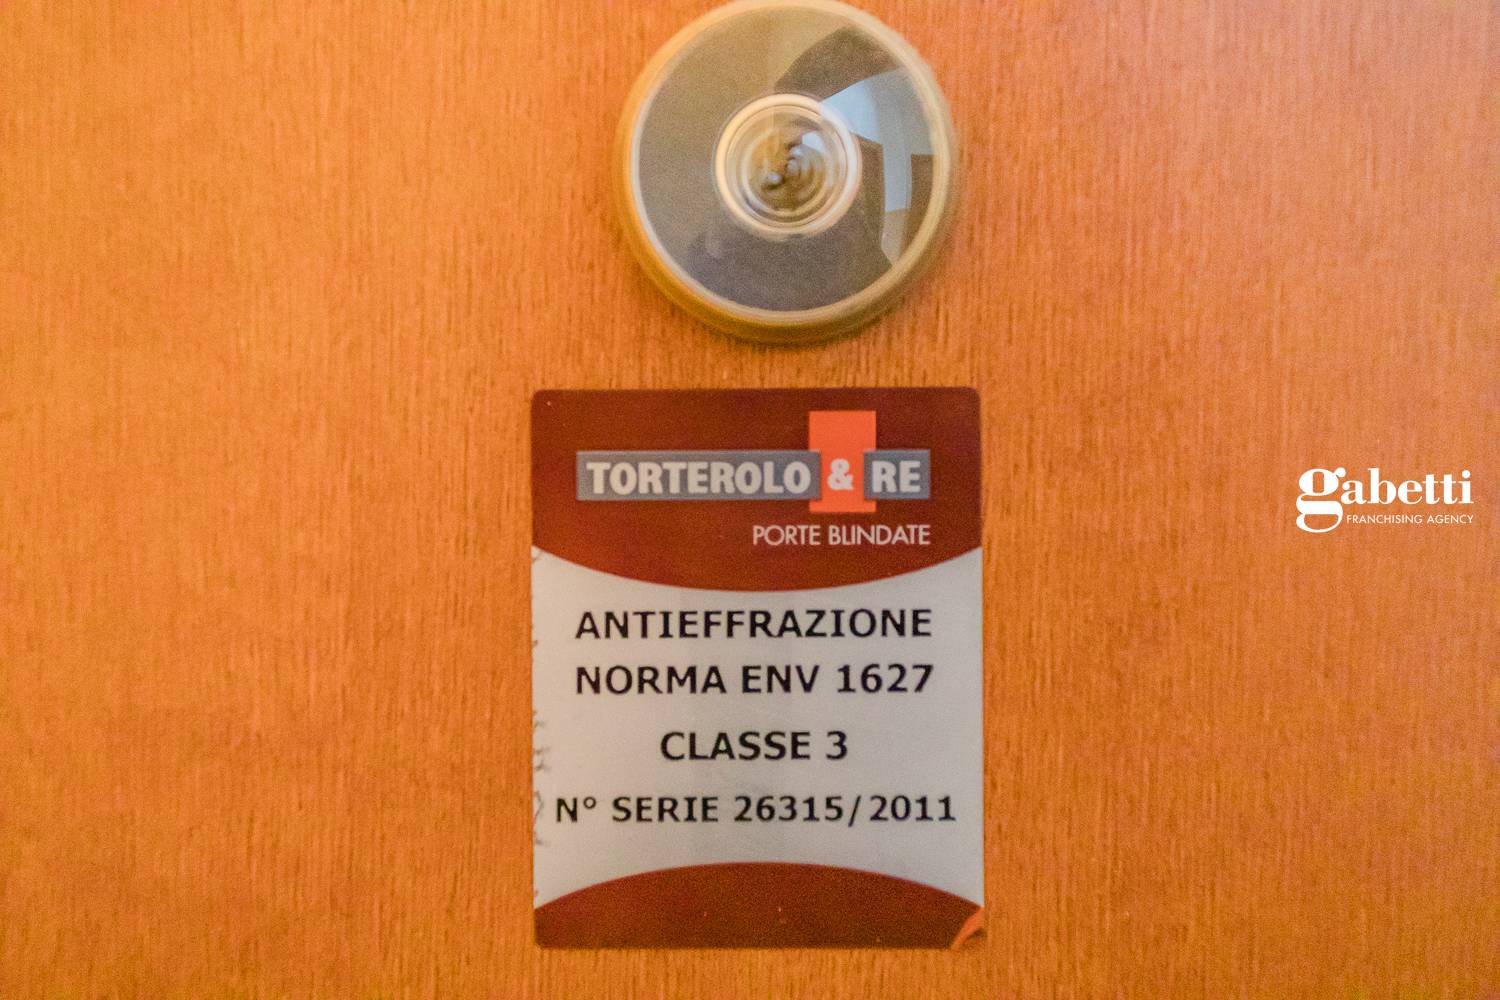 TORTEROLO & RE
PORTE BLINDATE
ANTIEFFRAZIONE
NORMA ENV 1627
CLASSE 3
N° SERIE 26315/2011
gabetti
FRANCHISING AGENCY